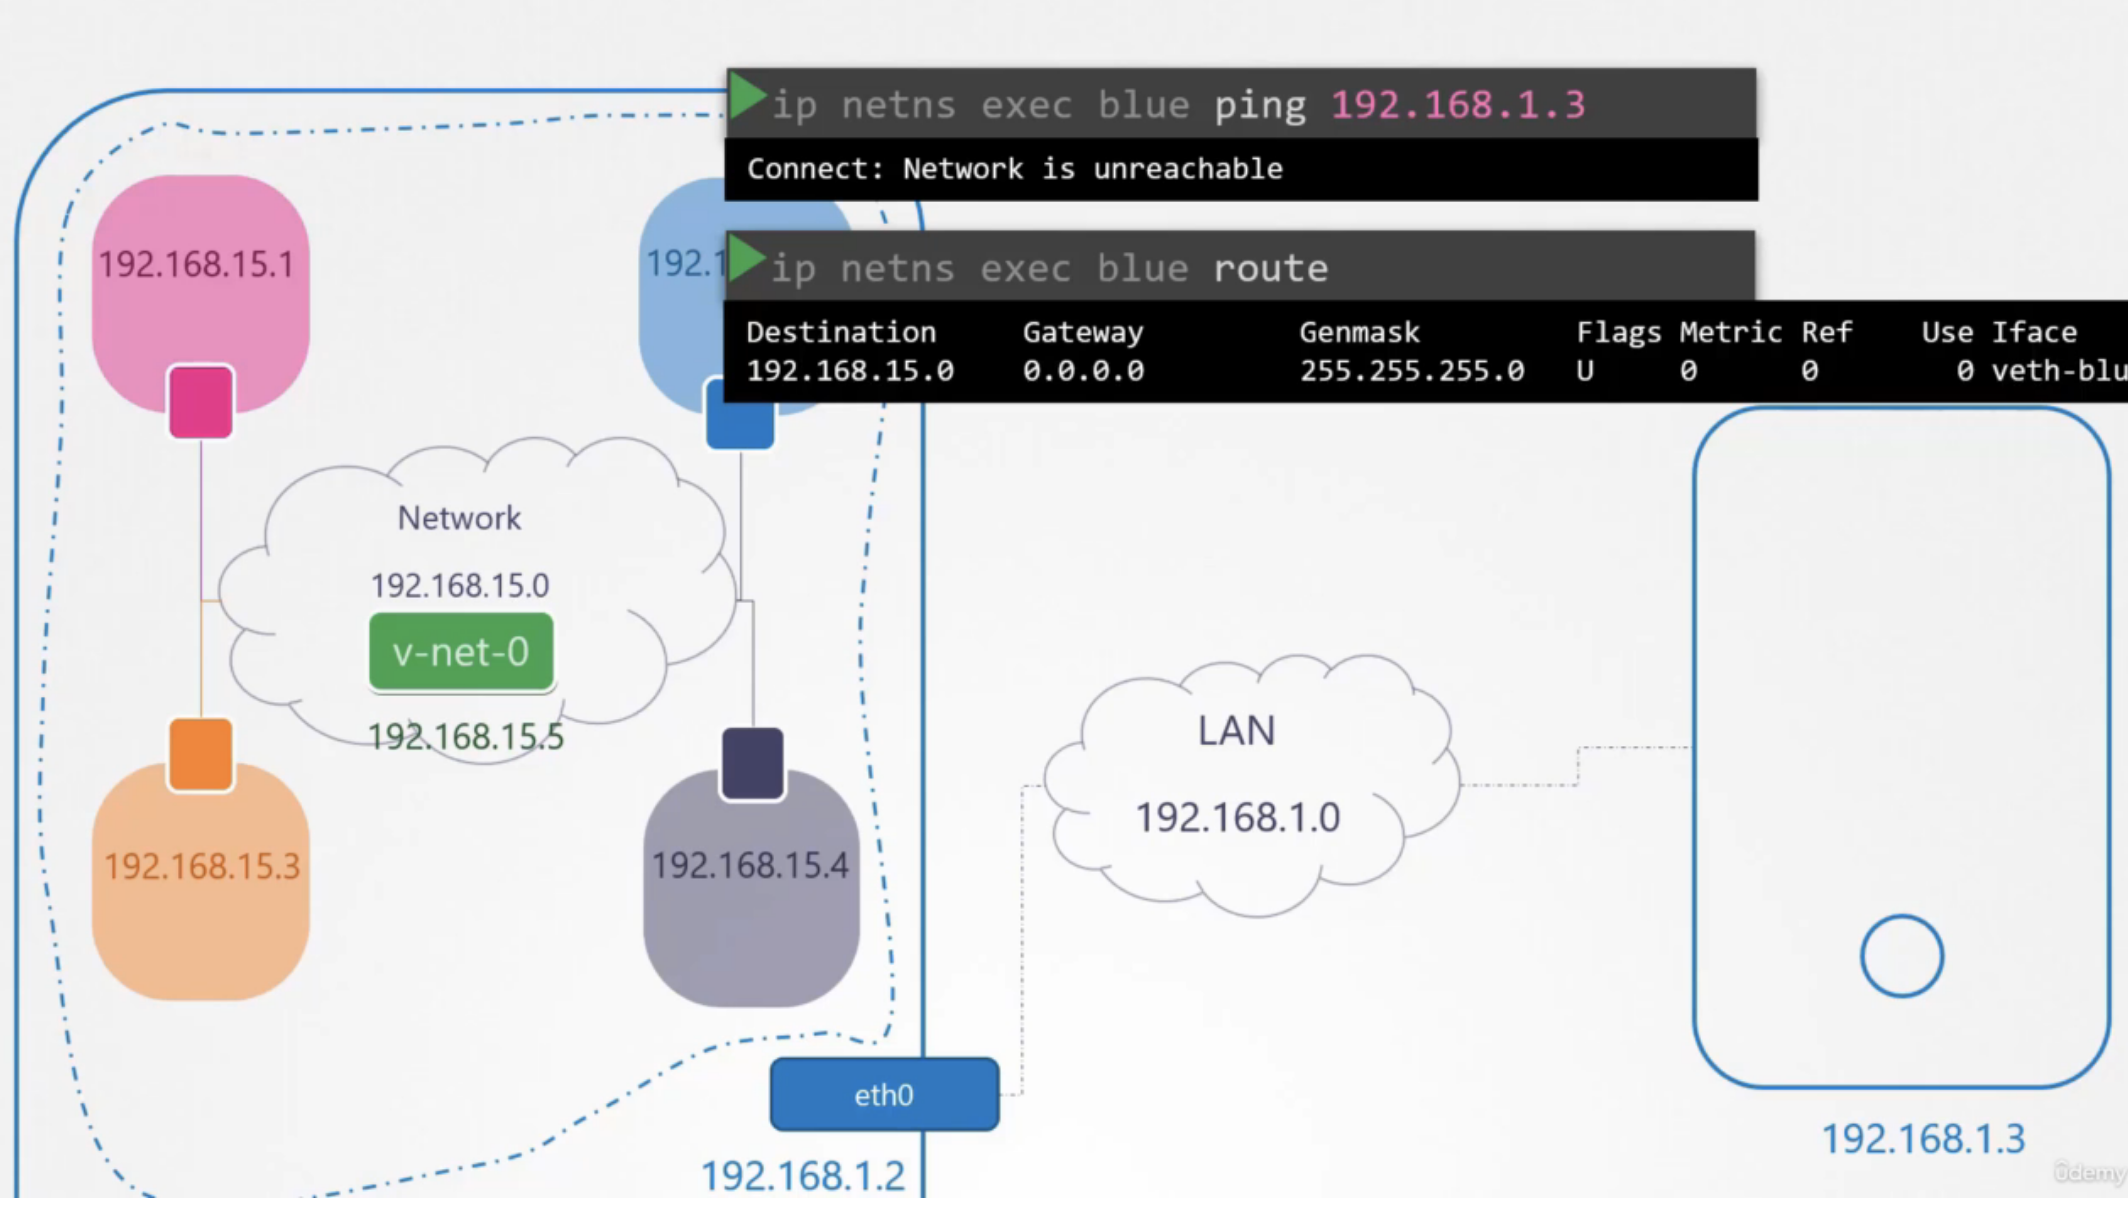 ip netns exec blue ping 192.168.1.3
Connect: Network is unreachable
ip netns exec blue route
Destination Gateway Genmask Flags Metric Ref Use Iface
192.168.15.0 0.0.0.0 255.255.255.0 U 0 0 0 veth-blu
192.168.15.1
192.1
Network
192.168.15.0
v-net-0
192.168.15.5
192.168.15.3
192.168.15.4
LAN
192.168.1.0
eth0
192.168.1.2
192.168.1.3
ûdemy